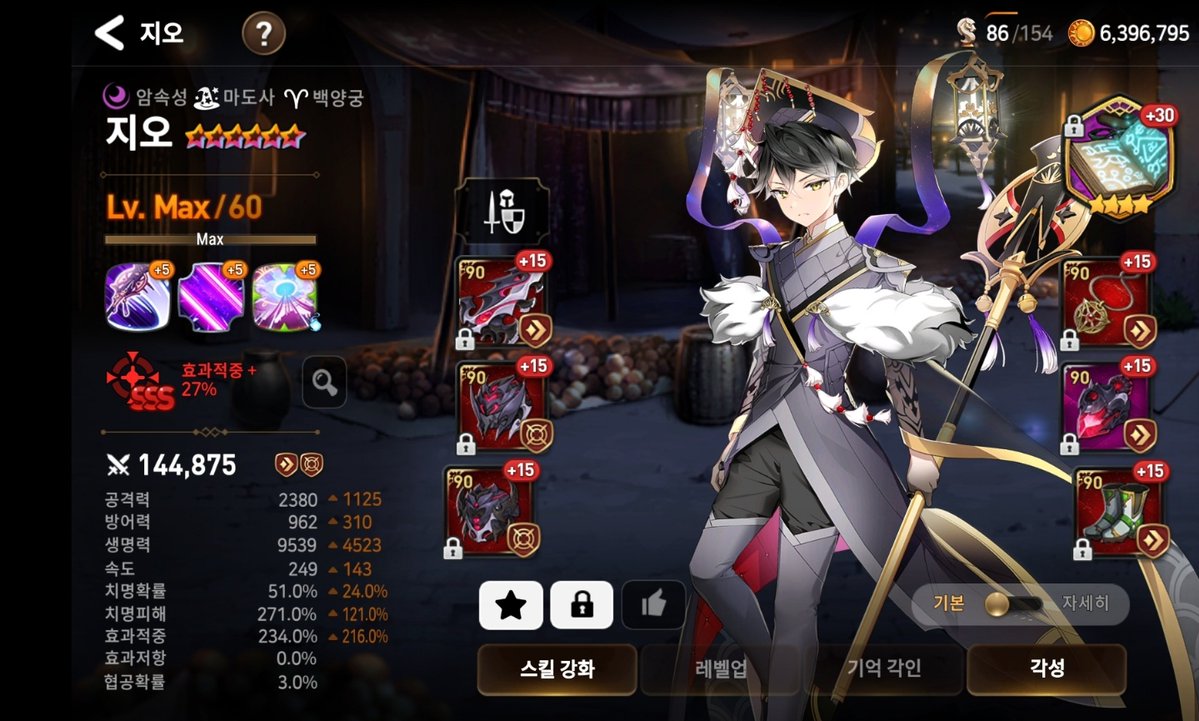 지오
?
86/154
6,396,795
암속성 마도사 백양궁
지오
Lv. Max/60
Max
+5 +5 +5
효과적중 +
27%
SSS
144,875
공격력 2380 1125
방어력 962 310
생명력 9539 4523
속도 249 143
치명확률 51.0% 24.0%
치명피해 271.0% 121.0%
효과적중 234.0% 216.0%
효과저항 0.0%
협공확률 3.0%
90 +15
90 +15
90 +15
+30
90 +15
90 +15
90 +15
기본 자세히
스킬 강화 레벨업 기억 각인 각성